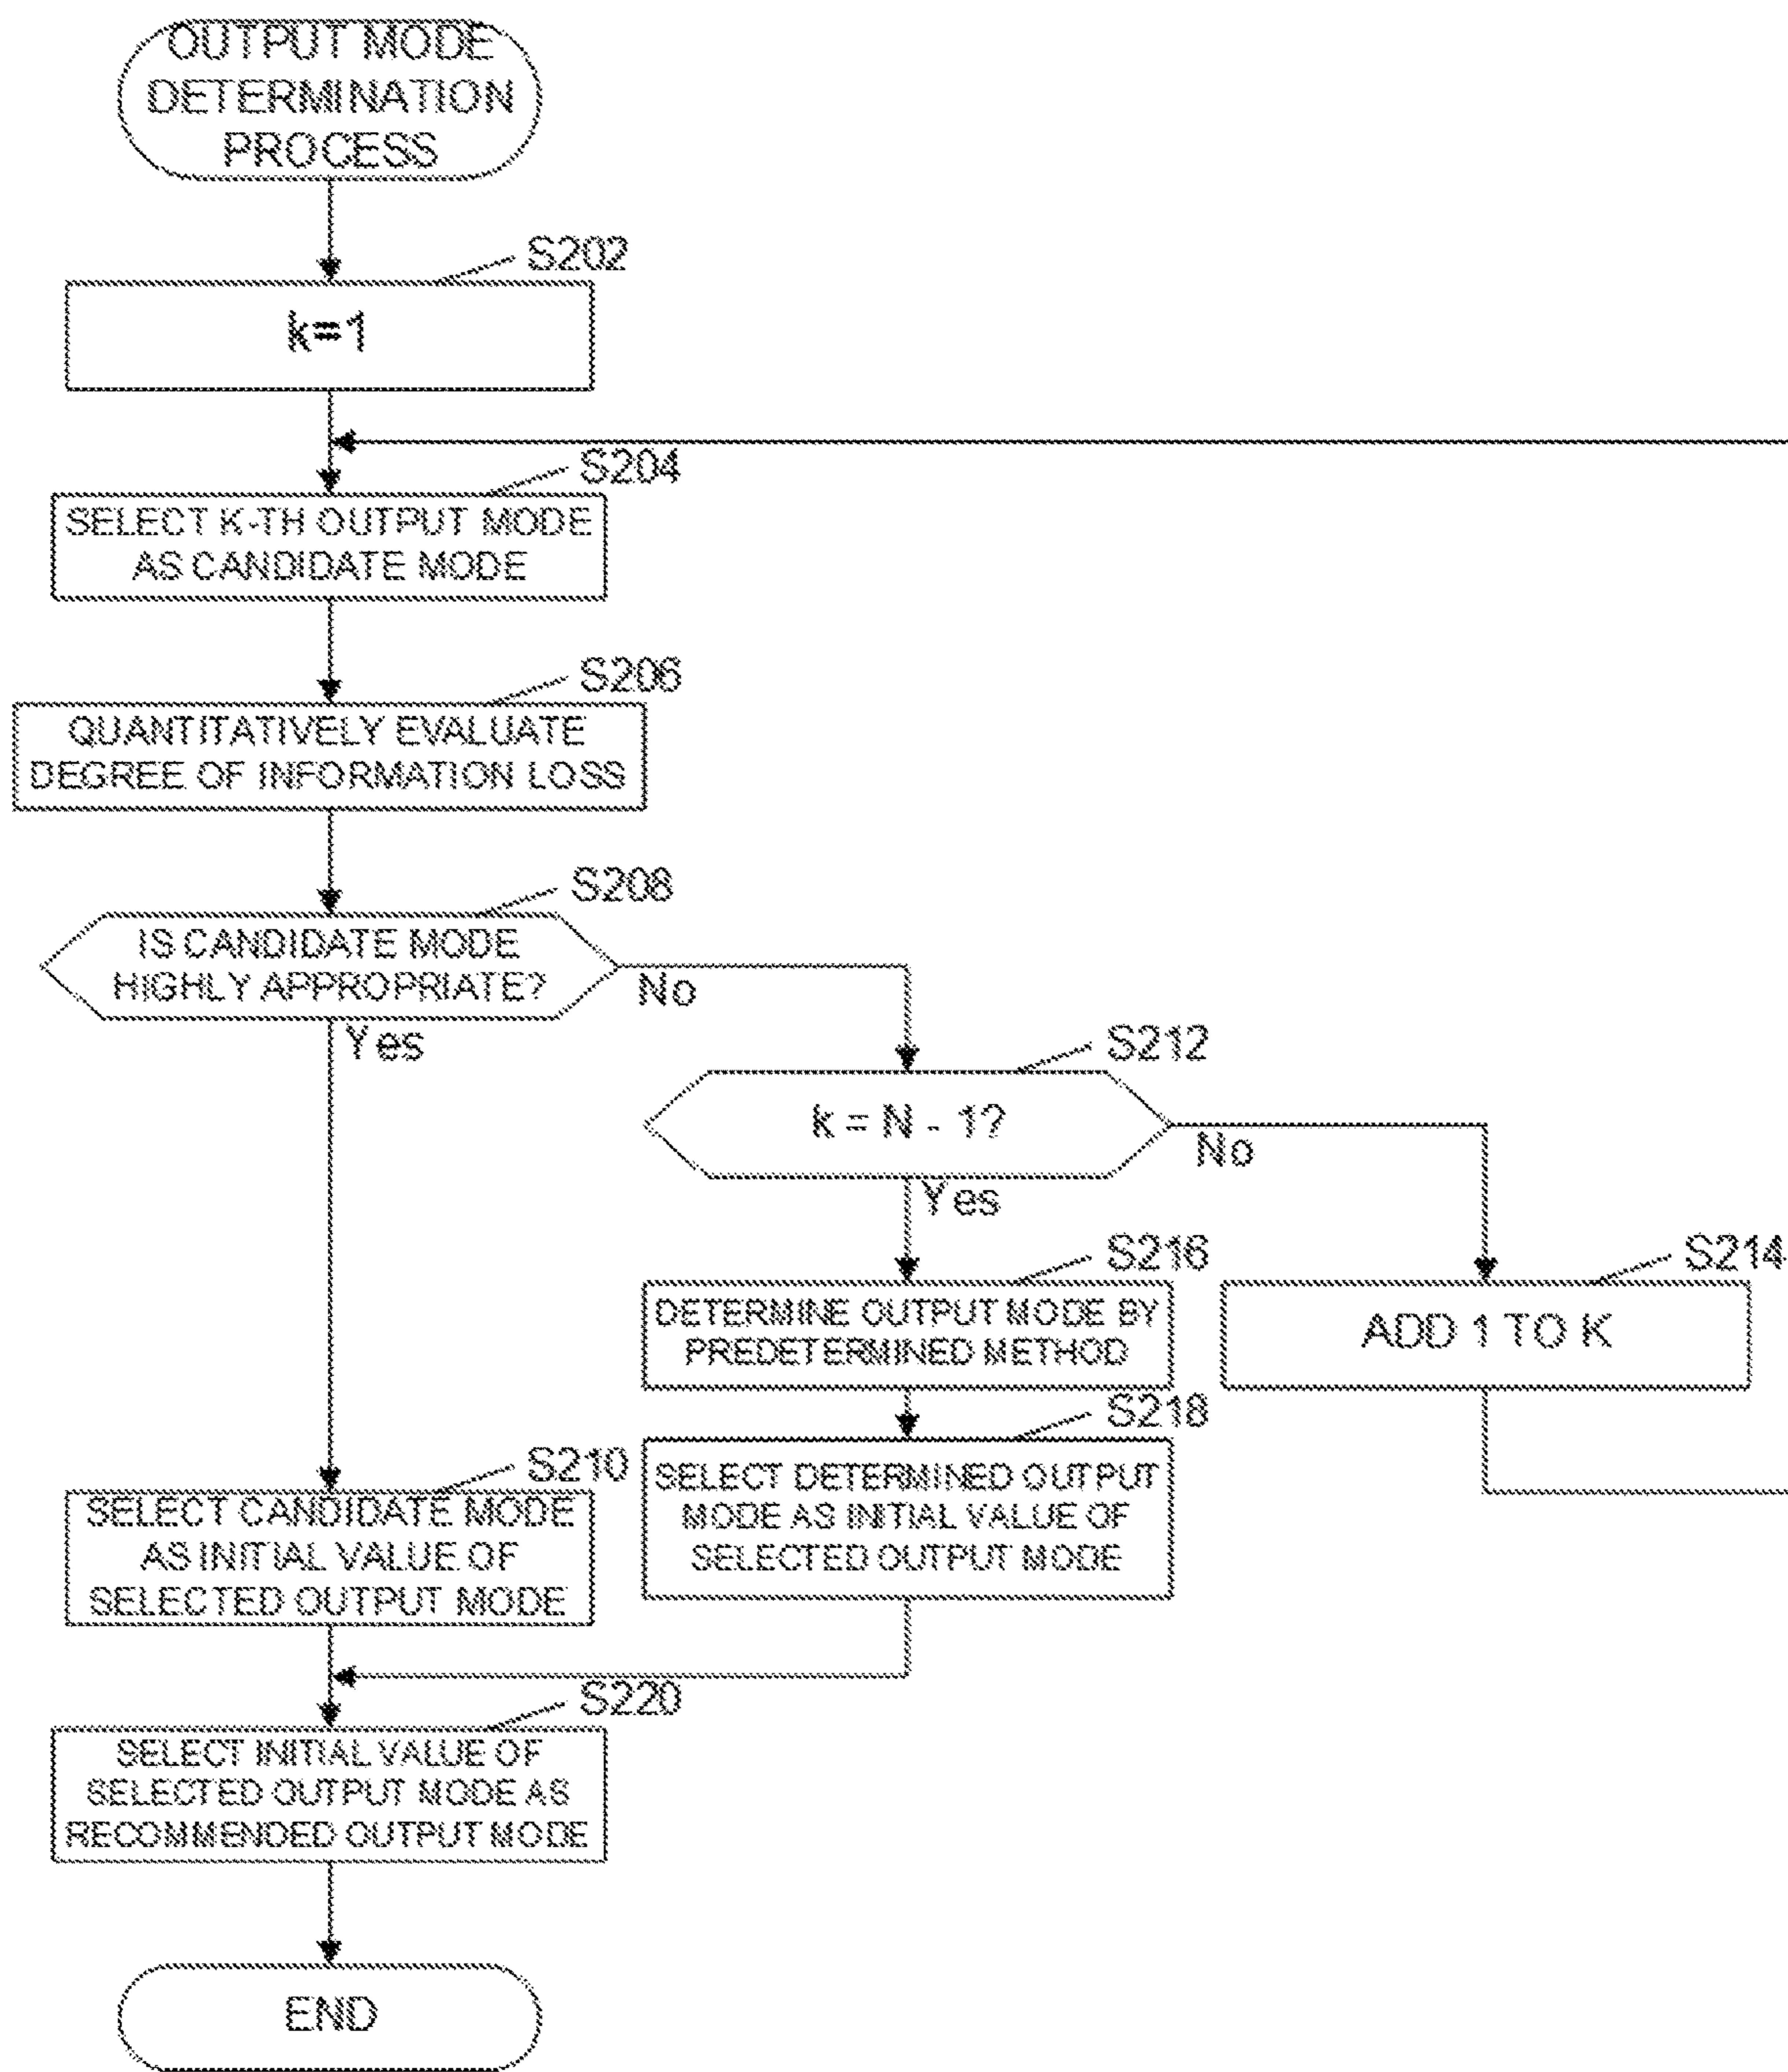 OUTPUT MODE
DETERMINATION
PROCESS
S202
k=1
S204
SELECT K-TH OUTPUT MODE
AS CANDIDATE MODE
S206
QUANTITATIVELY EVALUATE
DEGREE OF INFORMATION LOSS
S208
IS CANDIDATE MODE
HIGHLY APPROPRIATE?
No
Yes
S212
k = N - 1?
No
Yes
S216
DETERMINE OUTPUT MODE BY
PREDETERMINED METHOD
S214
ADD 1 TO K
S218
SELECT DETERMINED OUTPUT
MODE AS INITIAL VALUE OF
SELECTED OUTPUT MODE
S210
SELECT CANDIDATE MODE
AS INITIAL VALUE OF
SELECTED OUTPUT MODE
S220
SELECT INITIAL VALUE OF
SELECTED OUTPUT MODE AS
RECOMMENDED OUTPUT MODE
END